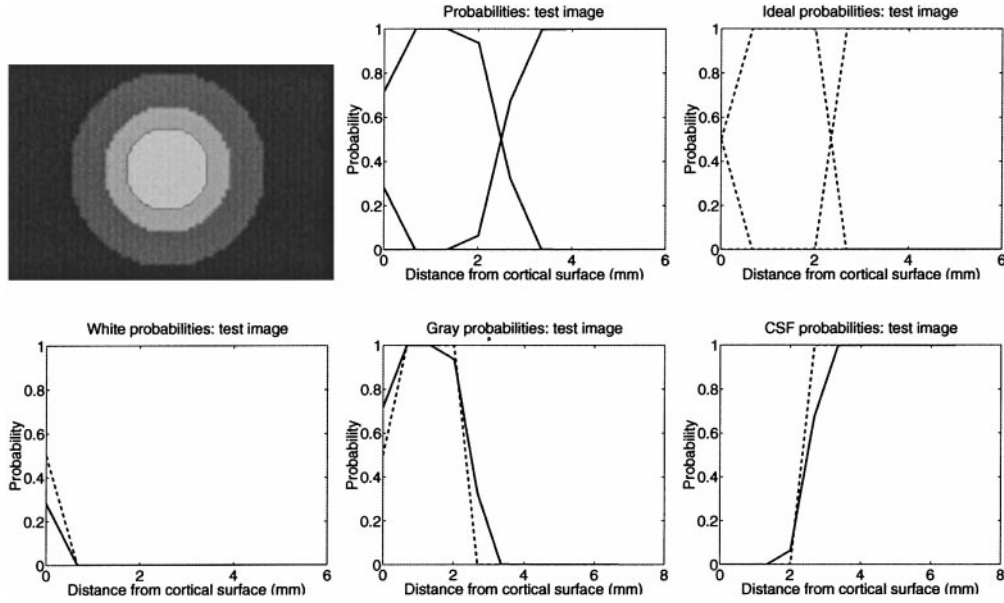 Probabilities: test image
1
0.8
0.6
0.4
0.2
0
Probability
0 2 4 6 8
Distance from cortical surface (mm)
Ideal probabilities: test image
1
0.8
0.6
0.4
0.2
0
Probability
0 2 4 6
Distance from cortical surface (mm)
White probabilities: test image
1
0.8
0.6
0.4
0.2
0
Probability
0 2 4 6
Distance from cortical surface (mm)
Gray probabilities: test image
1
0.8
0.6
0.4
0.2
0
Probability
0 2 4 6 8
Distance from cortical surface (mm)
CSF probabilities: test image
1
0.8
0.6
0.4
0.2
0
Probability
0 2 4 6 8
Distance from cortical surface (mm)